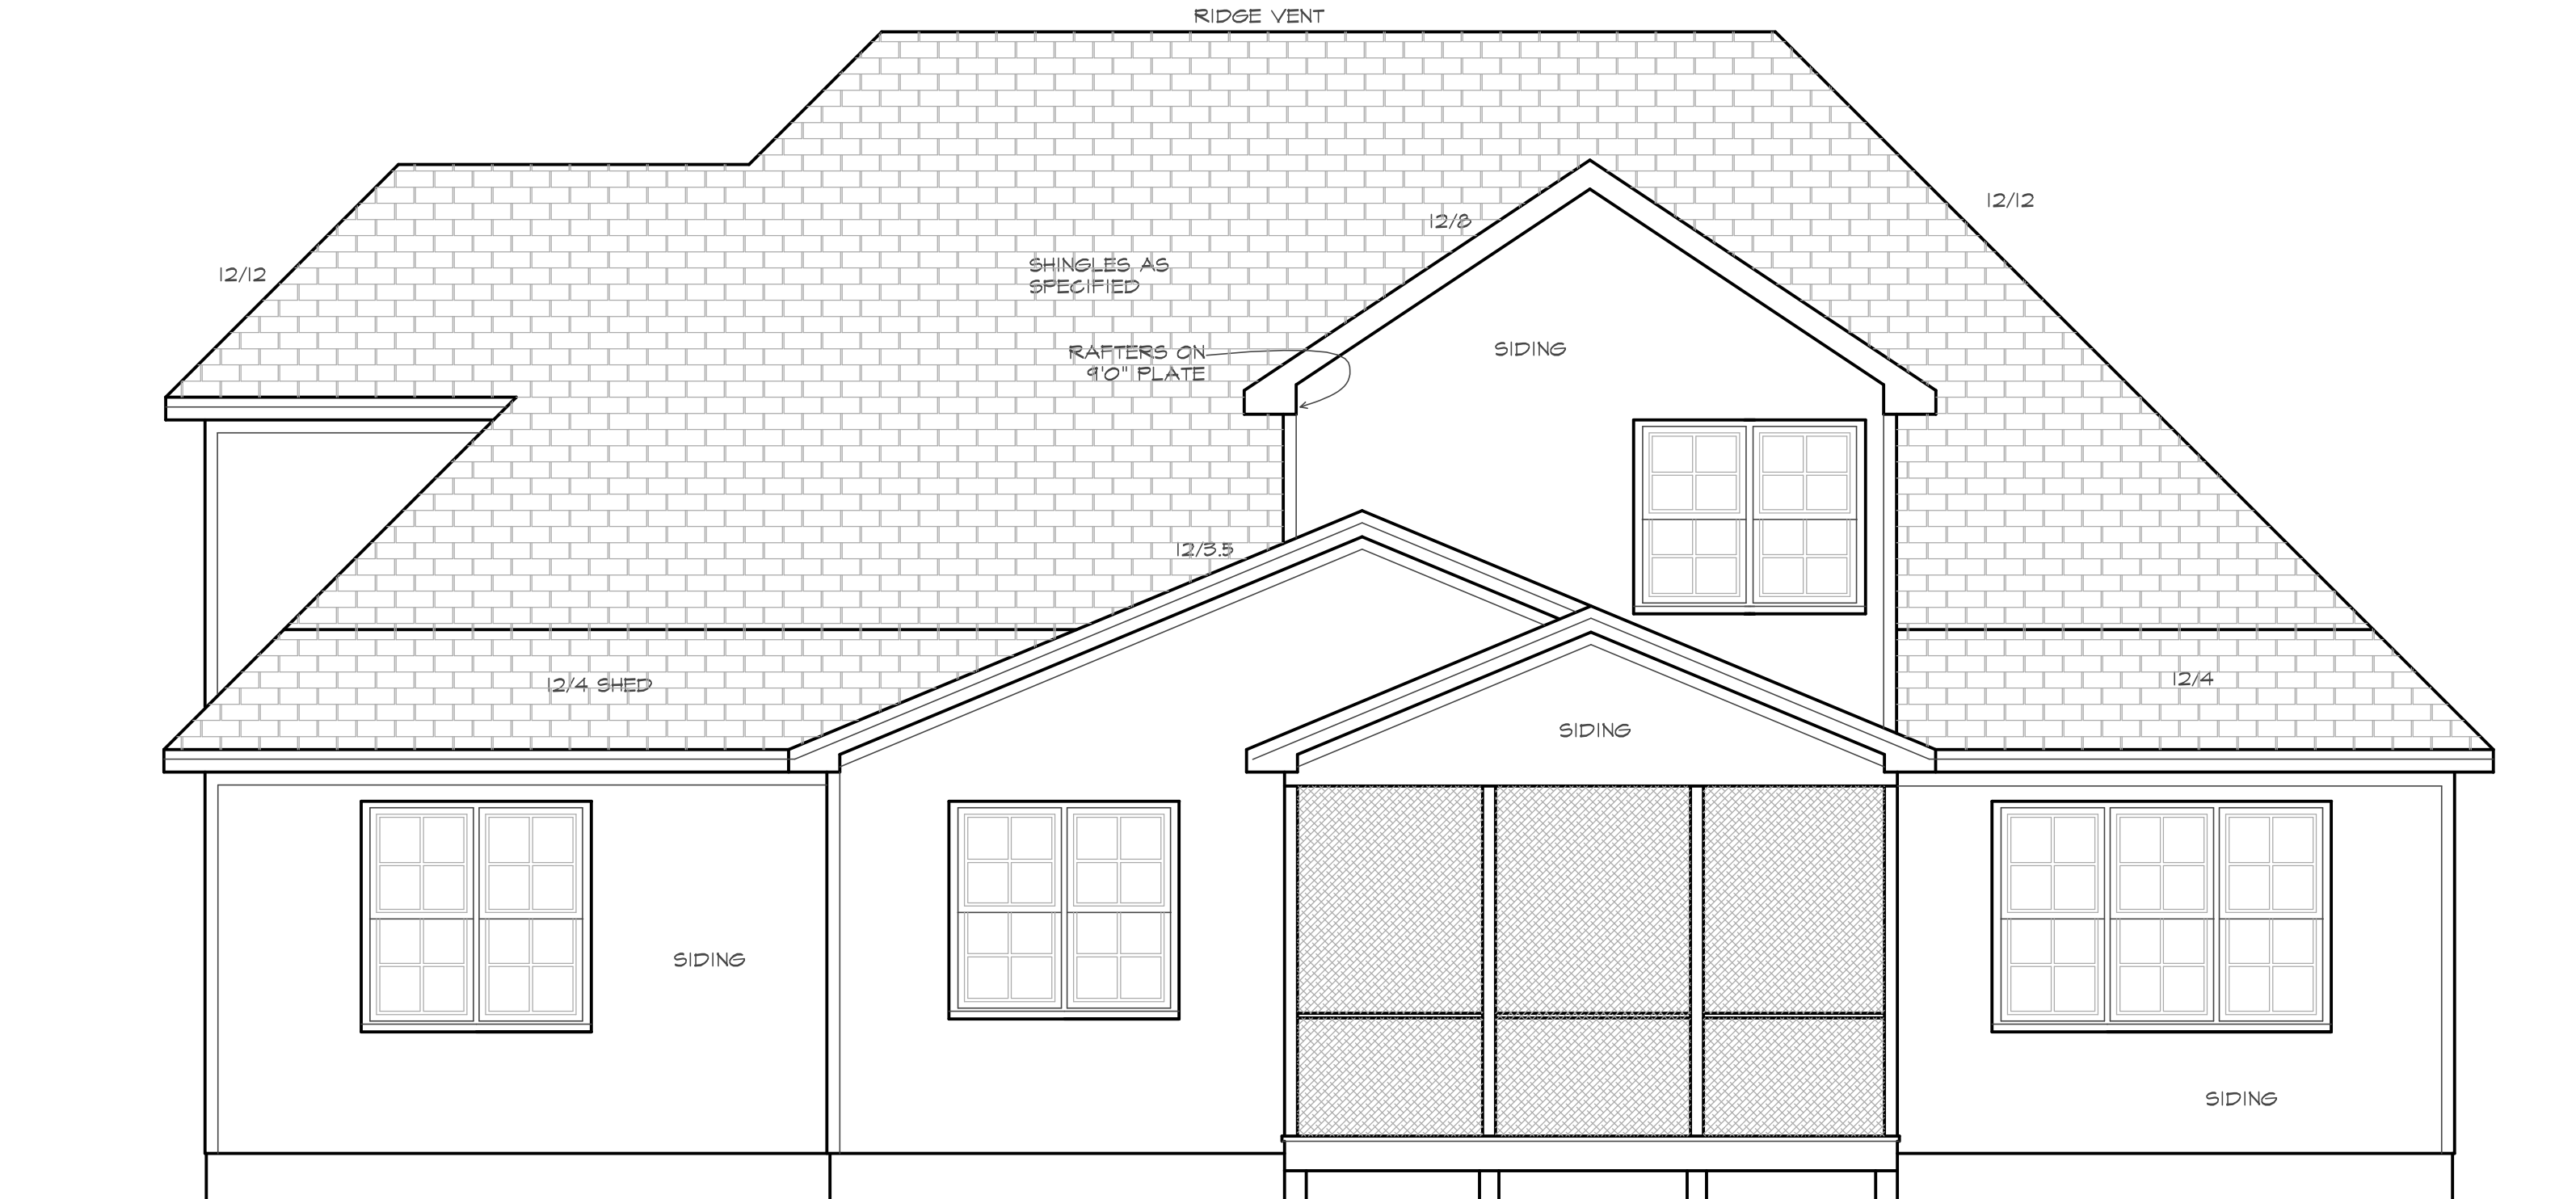 RIDGE VENT
12/12
12/8
SHINGLES AS
SPECIFIED
12/12
SIDING
RAFTERS ON
9'0" PLATE
12/3.5
12/4 SHED
12/4
SIDING
SIDING
SIDING